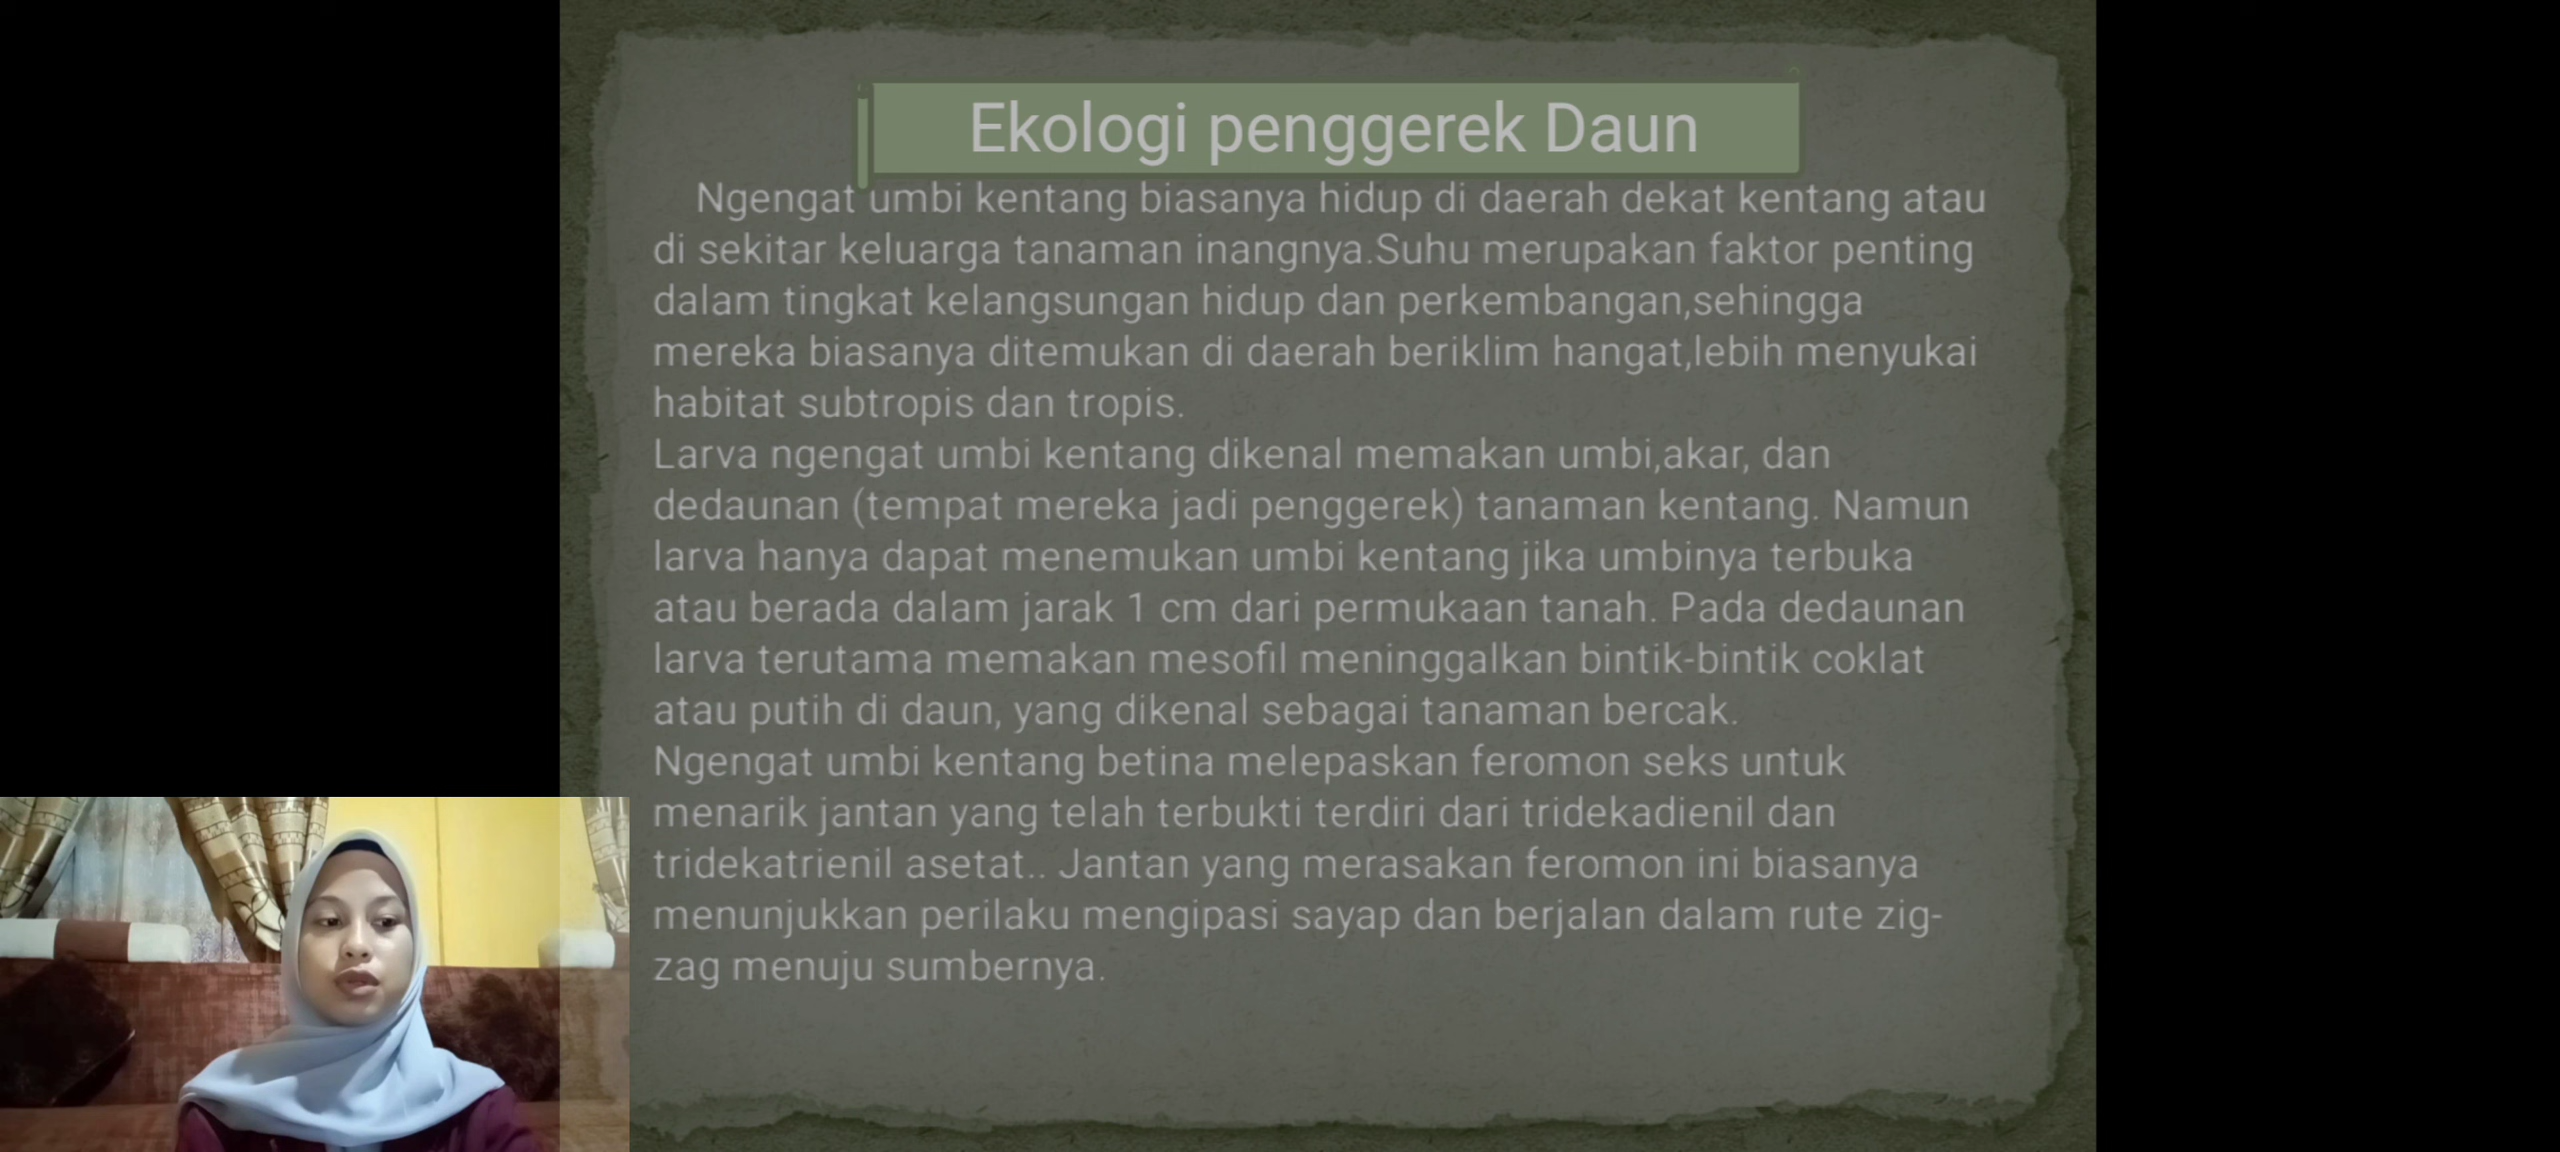 Ekologi penggerek Daun
Ngengat umbi kentang biasanya hidup di daerah dekat kentang atau
di sekitar keluarga tanaman inangnya.Suhu merupakan faktor penting
dalam tingkat kelangsungan hidup dan perkembangan,sehingga
mereka biasanya ditemukan di daerah beriklim hangat,lebih menyukai
habitat subtropis dan tropis.
Larva ngengat umbi kentang dikenal memakan umbi,akar, dan
dedaunan (tempat mereka jadi penggerek) tanaman kentang. Namun
larva hanya dapat menemukan umbi kentang jika umbinya terbuka
atau berada dalam jarak 1 cm dari permukaan tanah. Pada dedaunan
larva terutama memakan mesofil meninggalkan bintik-bintik coklat
atau putih di daun, yang dikenal sebagai tanaman bercak.
Ngengat umbi kentang betina melepaskan feromon seks untuk
menarik jantan yang telah terbukti terdiri dari tridekadienil dan
tridekatrienil asetat.. Jantan yang merasakan feromon ini biasanya
menunjukkan perilaku mengipasi sayap dan berjalan dalam rute zig-
zag menuju sumbernya.